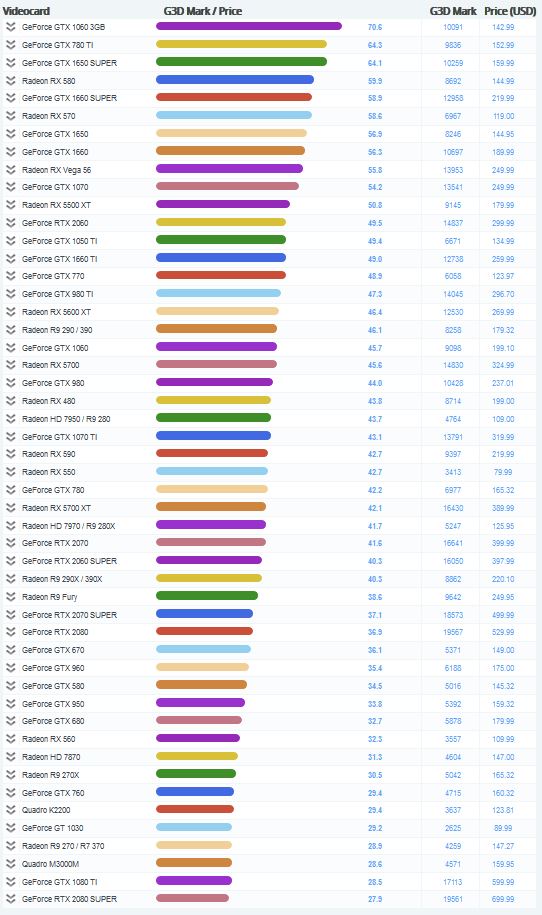 Videocard G3D Mark / Price G3D Mark Price (USD)
GeForce GTX 1060 3GB 70.6 10091 142.99
GeForce GTX 780 TI 64.3 9836 152.99
GeForce GTX 1650 SUPER 64.1 10259 159.99
Radeon RX 580 59.9 8692 144.99
GeForce GTX 1660 SUPER 58.9 12958 219.99
Radeon RX 570 58.6 6967 119.00
GeForce GTX 1650 56.9 8246 144.95
GeForce GTX 1660 56.3 10697 189.99
Radeon RX Vega 56 55.8 13953 249.99
GeForce GTX 1070 54.2 13541 249.99
Radeon RX 5500 XT 50.8 9145 179.99
GeForce RTX 2060 49.5 14837 299.99
GeForce GTX 1050 TI 49.4 6671 134.99
GeForce GTX 1660 TI 49.0 12738 259.99
GeForce GTX 770 48.9 6058 123.97
GeForce GTX 980 TI 47.3 14045 296.70
Radeon RX 5600 XT 46.4 12530 269.99
Radeon R9 290 / 390 46.1 8258 179.32
GeForce GTX 1060 45.7 9098 199.10
Radeon RX 5700 45.6 14830 324.99
GeForce GTX 980 44.0 10428 237.01
Radeon RX 480 43.8 8714 199.00
Radeon HD 7950 / R9 280 43.7 4764 109.00
GeForce GTX 1070 TI 43.1 13791 319.99
Radeon RX 590 42.7 9397 219.99
Radeon RX 550 42.7 3413 79.99
GeForce GTX 780 42.2 6977 165.32
Radeon RX 5700 XT 42.1 16430 389.99
Radeon HD 7970 / R9 280X 41.7 5247 125.95
GeForce RTX 2070 41.6 16641 399.99
GeForce RTX 2060 SUPER 40.3 16050 397.99
Radeon R9 290X / 390X 40.3 8862 220.10
Radeon R9 Fury 38.6 9642 249.95
GeForce RTX 2070 SUPER 37.1 18573 499.99
GeForce RTX 2080 36.9 19567 529.99
GeForce GTX 670 36.1 5371 149.00
GeForce GTX 960 35.4 6188 175.00
GeForce GTX 580 34.5 5016 145.32
GeForce GTX 950 33.8 5392 159.32
GeForce GTX 680 32.7 5878 179.99
Radeon RX 560 32.3 3557 109.99
Radeon HD 7870 31.3 4604 147.00
Radeon R9 270X 30.5 5042 165.32
GeForce GTX 760 29.4 4715 160.32
Quadro K2200 29.4 3637 123.81
GeForce GT 1030 29.2 2625 89.99
Radeon R9 270 / R7 370 28.9 4259 147.27
Quadro M3000M 28.6 4571 159.95
GeForce GTX 1080 TI 28.5 17113 599.99
GeForce RTX 2080 SUPER 27.9 19561 699.99